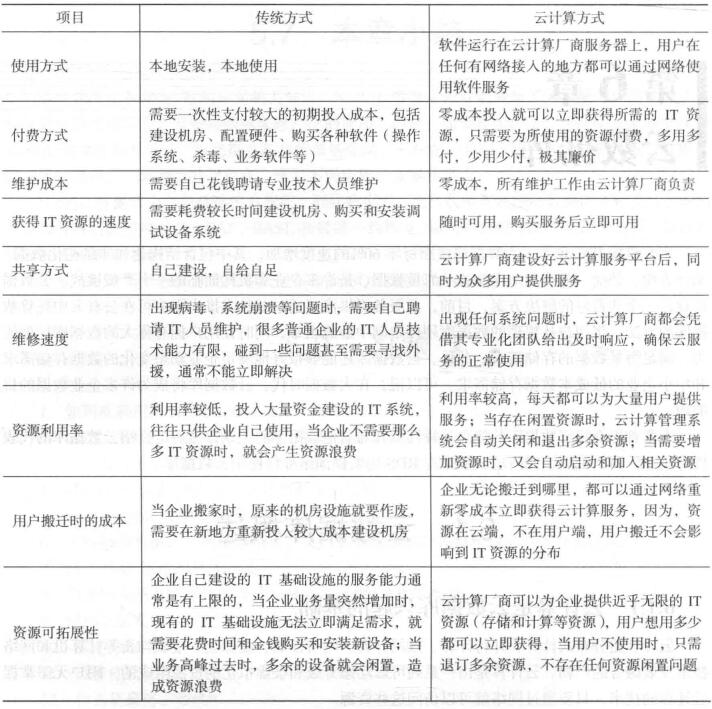 项目 传统方式 云计算方式
使用方式
本地安装，本地使用
软件运行在云计算厂商服务器上，用户在
任何有网络接入的地方都可以通过网络
使用软件服务
付费方式
需要一次性支付较大的初期投入成本，包括
建设机房、配置硬件、购买各种软件（操作
系统、杀毒、业务软件等）
零成本投入就可以立即获得所需的 IT 资
源，只需要为所使用的资源付费，多用多
付，少用少付，极其廉价
维护成本
需要自己花钱聘请专业技术人员维护
零成本，所有维护工作由云计算厂商负责
获得IT资源的速度
需要耗费较长时间建设机房、购买和安装调
试设备系统
随时可用，购买服务后立即可用
共享方式
自己建设，自给自足
云计算厂商建设好云计算服务平台后，同
时为众多用户提供服务
维修速度
出现病毒、系统崩溃等问题时，需要自己聘
请IT人员维护，很多普通企业的IT人员技
术能力有限，碰到一些问题甚至需要寻找外
援，通常不能立即解决
出现任何系统问题时，云计算厂商都会凭
借其专业化团队给出及时响应，确保云服
务的正常使用
资源利用率
利用率较低，投入大量资金建设的IT系统，
往往只供企业自己使用，当企业不需要那么
多IT资源时，就会产生资源浪费
利用率较高，每天都可以为大量用户提供
服务；当存在闲置资源时，云计算管理系
统会自动关闭和退出多余资源；当需要增
加资源时，又会自动启动和加入相关资源
用户搬迁时的成本
当企业搬家时，原来的机房设施就要作废，
需要在新地方重新投入较大成本建设机房
企业无论搬迁到哪里，都可以通过网络重
新零成本立即获得云计算服务，因为，资
源在云端，不在用户端，用户搬迁不会影
响到IT资源的分布
资源可拓展性
企业自己建设的 IT 基础设施的服务能力通
常是有上限的，当企业业务量突然增加时，
现有的 IT 基础设施无法立即满足需求，就
需要花费时间和金钱购买和安装新设备；当
业务高峰过去时，多余的设备就会闲置，造
成资源浪费
云计算厂商可以为企业提供近乎无限的IT
资源（存储和计算等资源），用户想用多少
都可以立即获得，当用户不使用时，只需
退订多余资源，不存在任何资源闲置问题